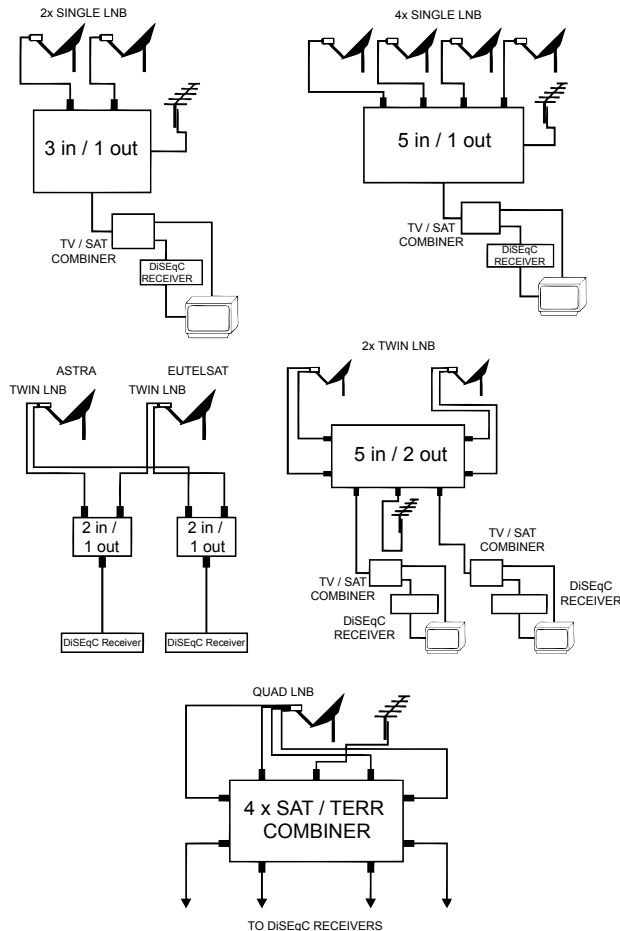 2x SINGLE LNB
3 in / 1 out
TV / SAT
COMBINER
DiSEqC
RECEIVER
4x SINGLE LNB
5 in / 1 out
TV / SAT
COMBINER
DiSEqC
RECEIVER
ASTRA
EUTELSAT
TWIN LNB
TWIN LNB
2 in /
1 out
2 in /
1 out
DiSEqC Receiver
DiSEqC Receiver
2x TWIN LNB
5 in / 2 out
TV / SAT
COMBINER
DiSEqC
RECEIVER
TV / SAT
COMBINER
DiSEqC
RECEIVER
QUAD LNB
4 x SAT / TERR
COMBINER
TO DiSEqC RECEIVERS